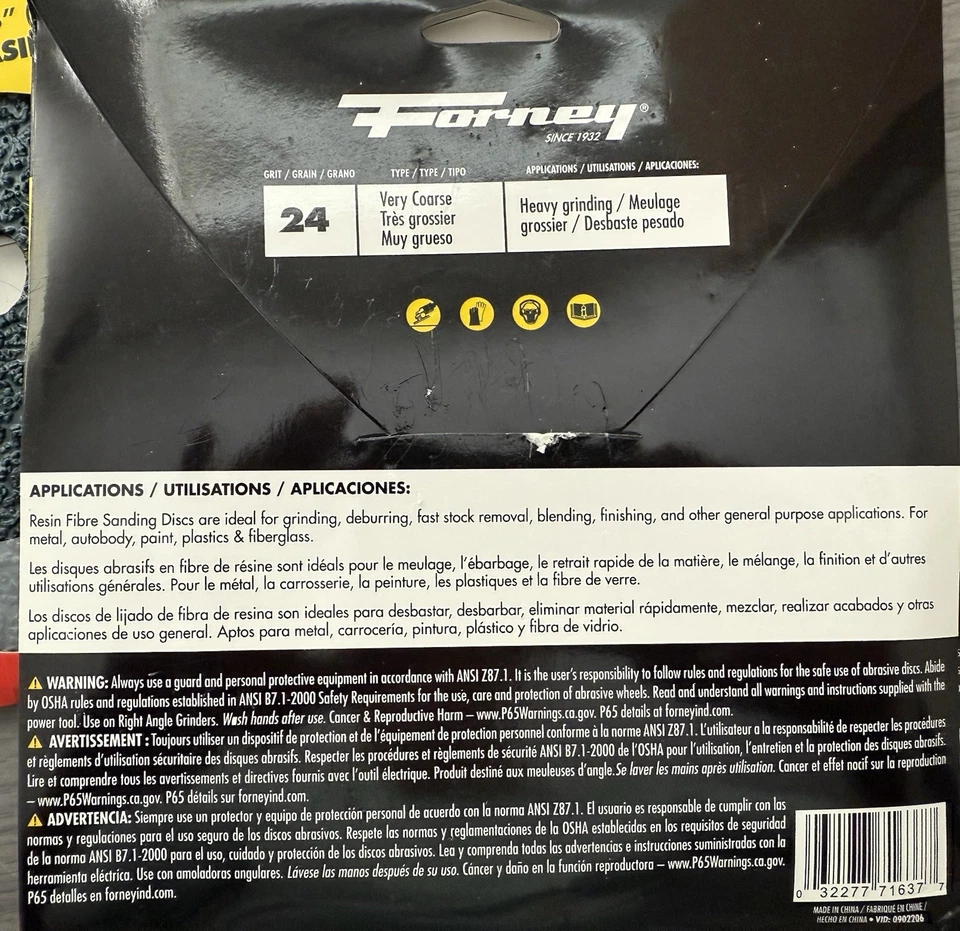 Forney®
SINCE 1932
GRIT / GRAIN / GRANO
TYPE / TYPE / TIPO
APPLICATIONS / UTILISATIONS / APLICACIONES:
24
Very Coarse
Très grossier
Muy grueso
Heavy grinding / Meulage
grossier / Desbaste pesado
APPLICATIONS / UTILISATIONS / APLICACIONES:
Resin Fibre Sanding Discs are ideal for grinding, deburring, fast stock removal, blending, finishing, and other general purpose applications. For
metal, autobody, paint, plastics & fiberglass.
Les disques abrasifs en fibre de résine sont idéals pour le meulage, l'ébarbage, le retrait rapide de la matière, le mélange, la finition et d'autres
utilisations générales. Pour le métal, la carrosserie, la peinture, les plastiques et la fibre de verre.
Los discos de lijado de fibra de resina son ideales para desbastar, desbarbar, eliminar material rápidamente, mezclar, realizar acabados y otras
aplicaciones de uso general. Aptos para metal, carrocería, pintura, plástico y fibra de vidrio.
WARNING: Always use a guard and personal protective equipment in accordance with ANSI Z87.1. It is the user's responsibility to follow rules and regulations for the safe use of abrasive discs. Abide
by OSHA rules and regulations established in ANSI B7.1-2000 Safety Requirements for the use, care and protection of abrasive wheels. Read and understand all warnings and instructions supplied with the
power tool. Use on Right Angle Grinders. Wash hands after use. Cancer & Reproductive Harm – www.P65Warnings.ca.gov. P65 details at forneyind.com.
AVERTISSEMENT : Toujours utiliser un dispositif de protection et de l'équipement de protection personnel conforme à la norme ANSI Z87.1. L'utilisateur a la responsabilité de respecter les procédures
et règlements d'utilisation sécuritaire des disques abrasifs. Respecter les procédures et règlements de sécurité ANSI B7.1-2000 de l'OSHA pour l'utilisation, l'entretien et la protection des disques abrasifs.
Lire et comprendre tous les avertissements et directives fournis avec l'outil électrique. Produit destiné aux meuleuses d'angle. Se laver les mains après utilisation. Cancer et effet nocif sur la reproduction
– www.P65Warnings.ca.gov. P65 détails sur forneyind.com.
ADVERTENCIA: Siempre use un protector y equipo de protección personal de acuerdo con la norma ANSI Z87.1. El usuario es responsable de cumplir con las
normas y regulaciones para el uso seguro de los discos abrasivos. Respete las normas y reglamentaciones de la OSHA establecidas en los requisitos de seguridad
de la norma ANSI B7.1-2000 para el uso, cuidado y protección de los discos abrasivos. Lea y comprenda todas las advertencias e instrucciones suministradas con la
herramienta eléctrica. Use con amoladoras angulares. Lávese las manos después de su uso. Cáncer y daño en la función reproductora – www.P65Warnings.ca.gov.
P65 detalles en forneyind.com.
0 32277 71637 7
MADE IN CHINA / FABRIQUÉ EN CHINE /
HECHO EN CHINA • VID: 0902206